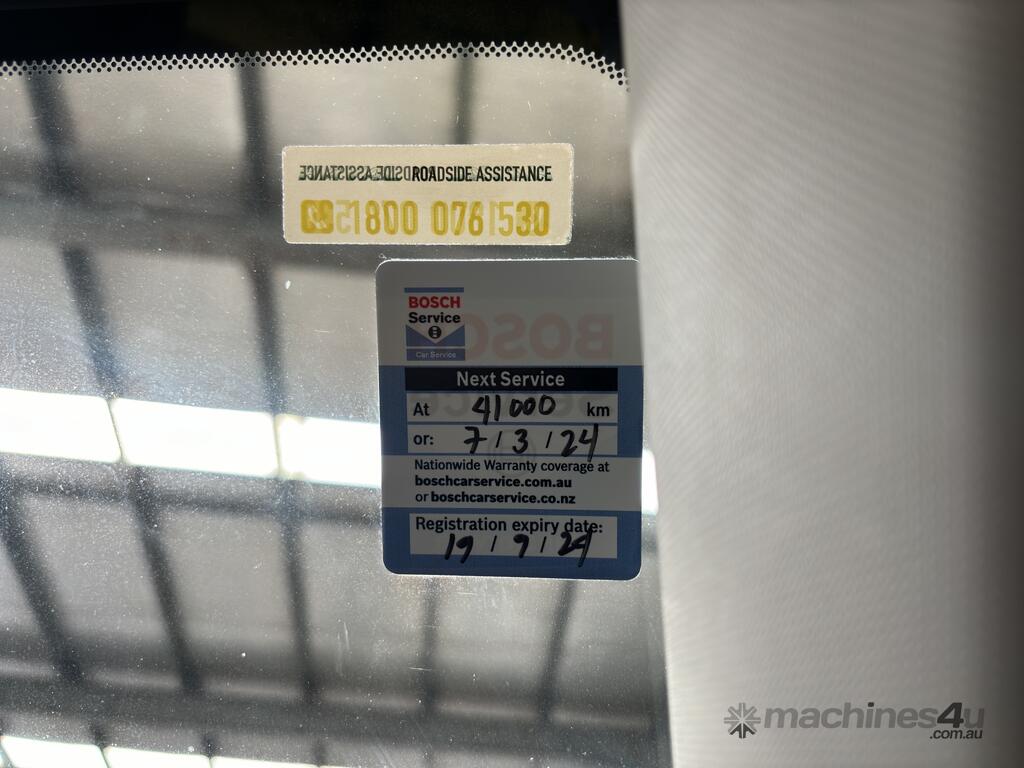 ROADSIDE ASSISTANCE
1800 076 530
BOSCH
Service
Car Service
Next Service
At 41000 km
or: 7/3/24
Nationwide Warranty coverage at
boschcarservice.com.au
or boschcarservice.co.nz
Registration expiry date:
19/9/24
machines4u
.com.au